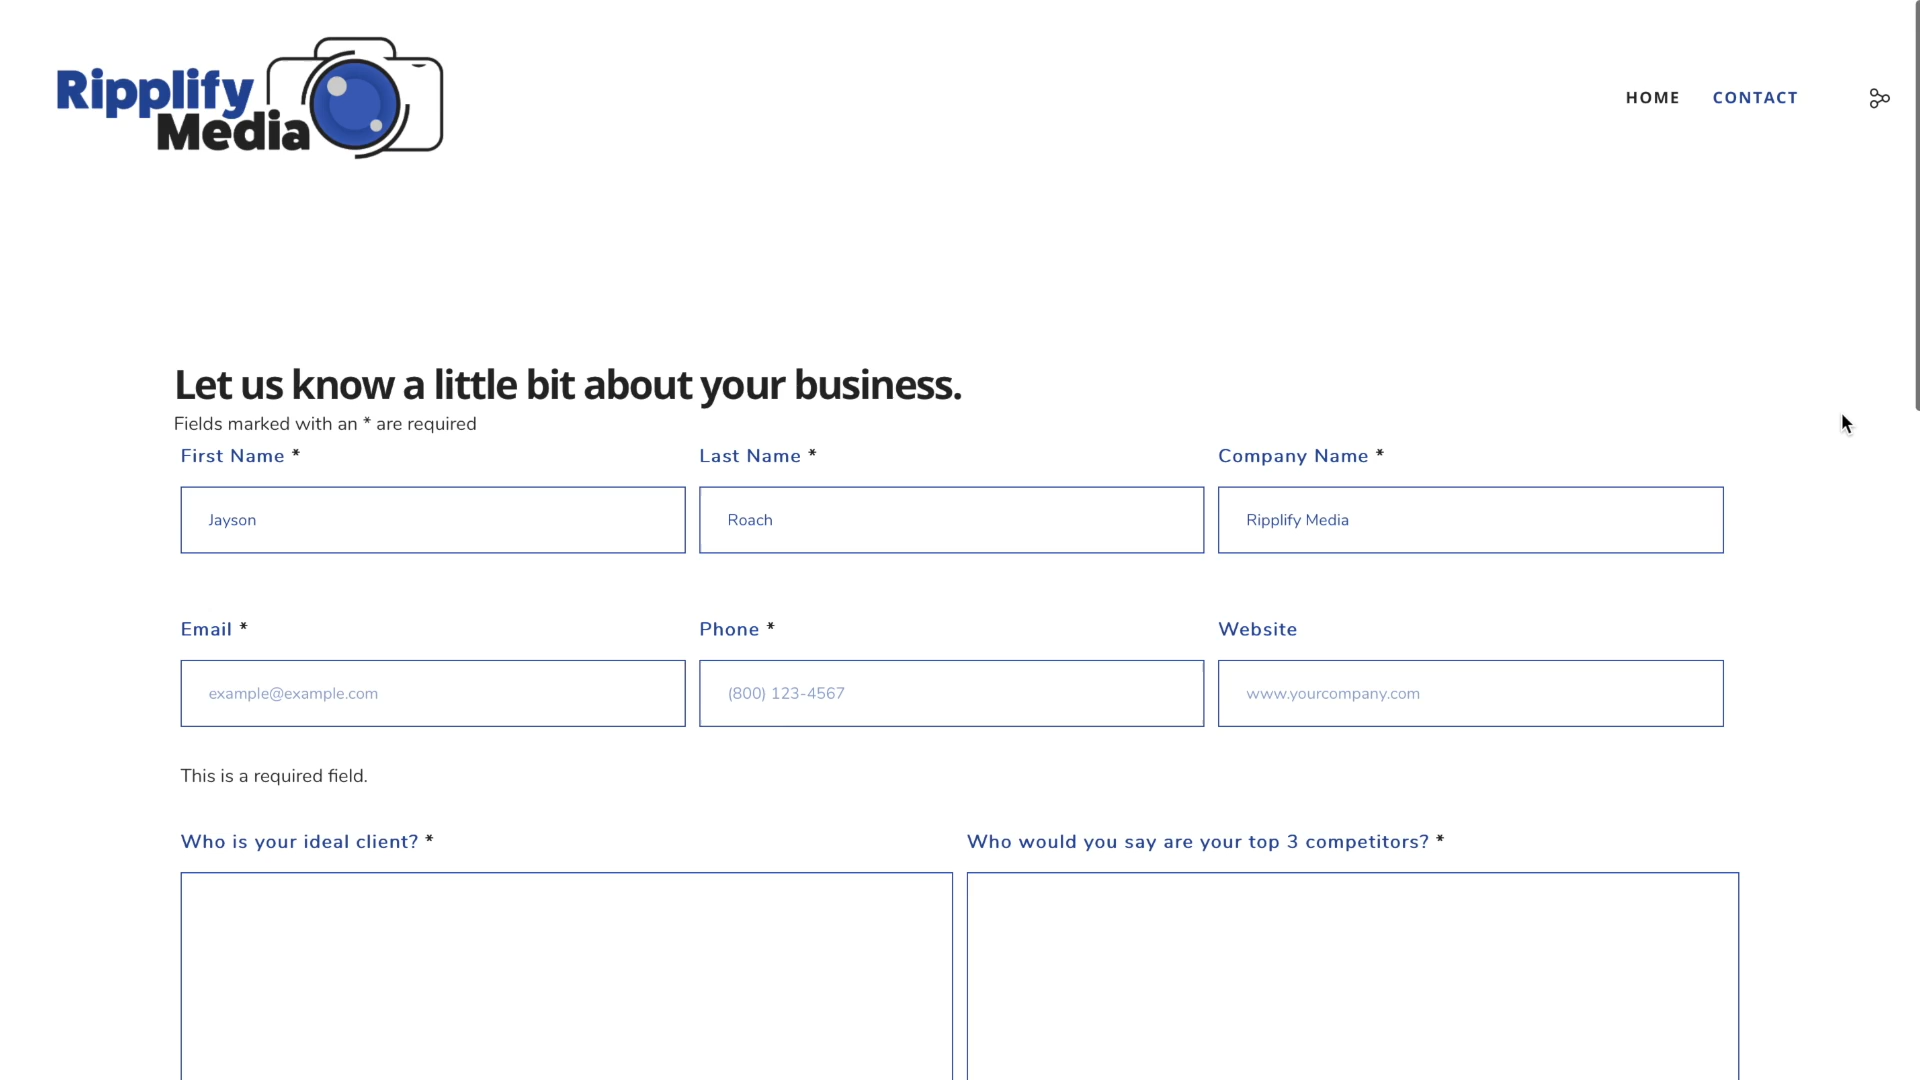 Ripplify
Media
HOME CONTACT
Let us know a little bit about your business.
Fields marked with an * are required
First Name * Last Name * Company Name *
Jayson Roach Ripplify Media
Email * Phone * Website
example@example.com (800) 123-4567 www.yourcompany.com
This is a required field.
Who is your ideal client? * Who would you say are your top 3 competitors? *